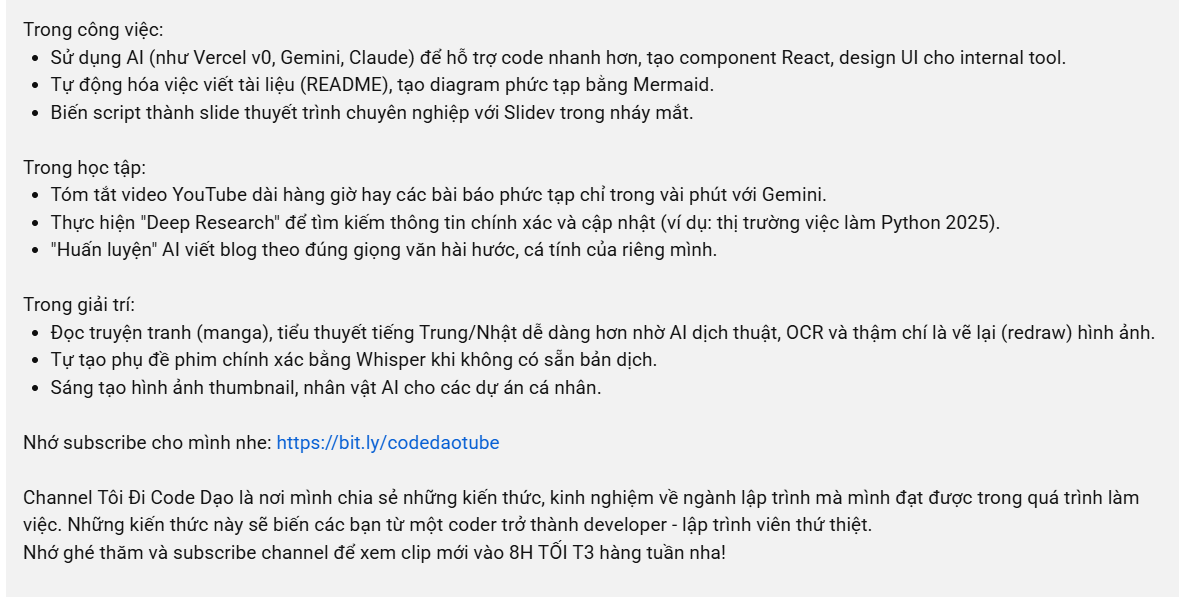 Trong công việc:
• Sử dụng AI (như Vercel v0, Gemini, Claude) để hỗ trợ code nhanh hơn, tạo component React, design UI cho internal tool.
• Tự động hóa việc viết tài liệu (README), tạo diagram phức tạp bằng Mermaid.
• Biến script thành slide thuyết trình chuyên nghiệp với Slidev trong nháy mắt.
Trong học tập:
• Tóm tắt video YouTube dài hàng giờ hay các bài báo phức tạp chỉ trong vài phút với Gemini.
• Thực hiện "Deep Research" để tìm kiếm thông tin chính xác và cập nhật (ví dụ: thị trường việc làm Python 2025).
• "Huấn luyện" AI viết blog theo đúng giọng văn hài hước, cá tính của riêng mình.
Trong giải trí:
• Đọc truyện tranh (manga), tiểu thuyết tiếng Trung/Nhật dễ dàng hơn nhờ AI dịch thuật, OCR và thậm chí là vẽ lại (redraw) hình ảnh.
• Tự tạo phụ đề phim chính xác bằng Whisper khi không có sẵn bản dịch.
• Sáng tạo hình ảnh thumbnail, nhân vật AI cho các dự án cá nhân.
Nhớ subscribe cho mình nhe: https://bit.ly/codedaotube
Channel Tôi Đi Code Dạo là nơi mình chia sẻ những kiến thức, kinh nghiệm về ngành lập trình mà mình đạt được trong quá trình làm
việc. Những kiến thức này sẽ biến các bạn từ một coder trở thành developer - lập trình viên thứ thiệt.
Nhớ ghé thăm và subscribe channel để xem clip mới vào 8H TỐI T3 hàng tuần nha!